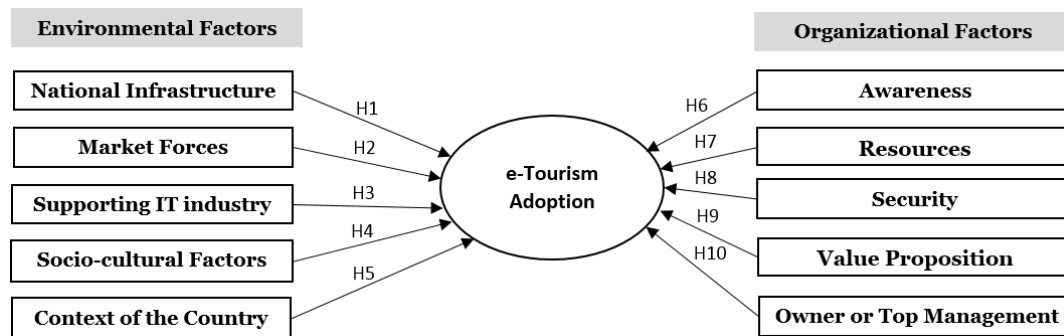 Environmental Factors
National Infrastructure
Market Forces
Supporting IT industry
Socio-cultural Factors
Context of the Country
H1
H2
H3
H4
H5
e-Tourism
Adoption
H6
H7
H8
H9
H10
Organizational Factors
Awareness
Resources
Security
Value Proposition
Owner or Top Management